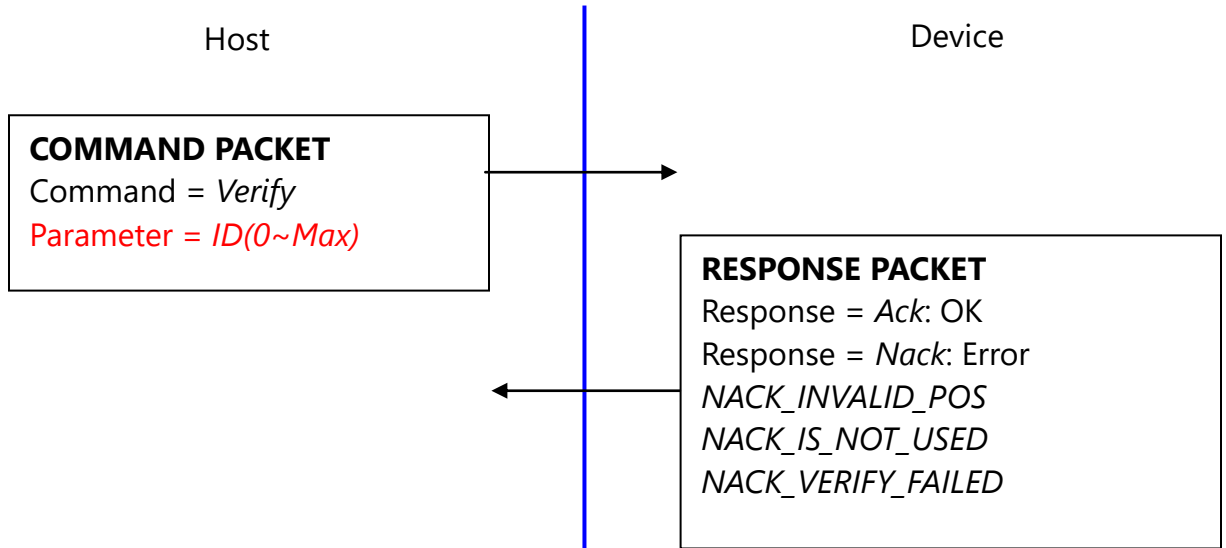 Host
Device
COMMAND PACKET
Command = Verify
Parameter = ID(0~Max)
RESPONSE PACKET
Response = Ack: OK
Response = Nack: Error
NACK_INVALID_POS
NACK_IS_NOT_USED
NACK_VERIFY_FAILED